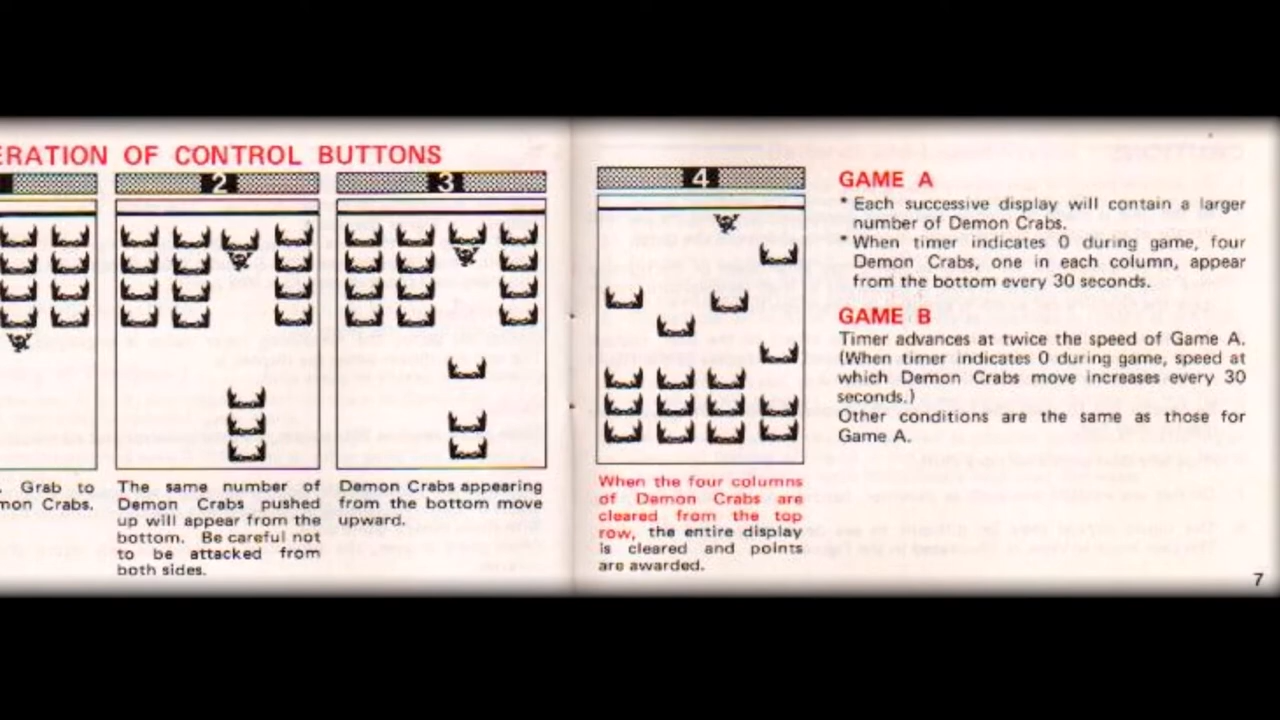 ERATION OF CONTROL BUTTONS
2
3
4
Grab to
mon Crabs.
The same number of
Demon Crabs pushed
up will appear from the
bottom. Be careful not
to be attacked from
both sides.
Demon Crabs appearing
from the bottom move
upward.
When the four columns
of Demon Crabs are
cleared from the top
row, the entire display
is cleared and points
are awarded.
GAME A
* Each successive display will contain a larger
number of Demon Crabs.
* When timer indicates 0 during game, four
Demon Crabs, one in each column, appear
from the bottom every 30 seconds.
GAME B
Timer advances at twice the speed of Game A.
(When timer indicates 0 during game, speed at
which Demon Crabs move increases every 30
seconds.)
Other conditions are the same as those for
Game A.
7